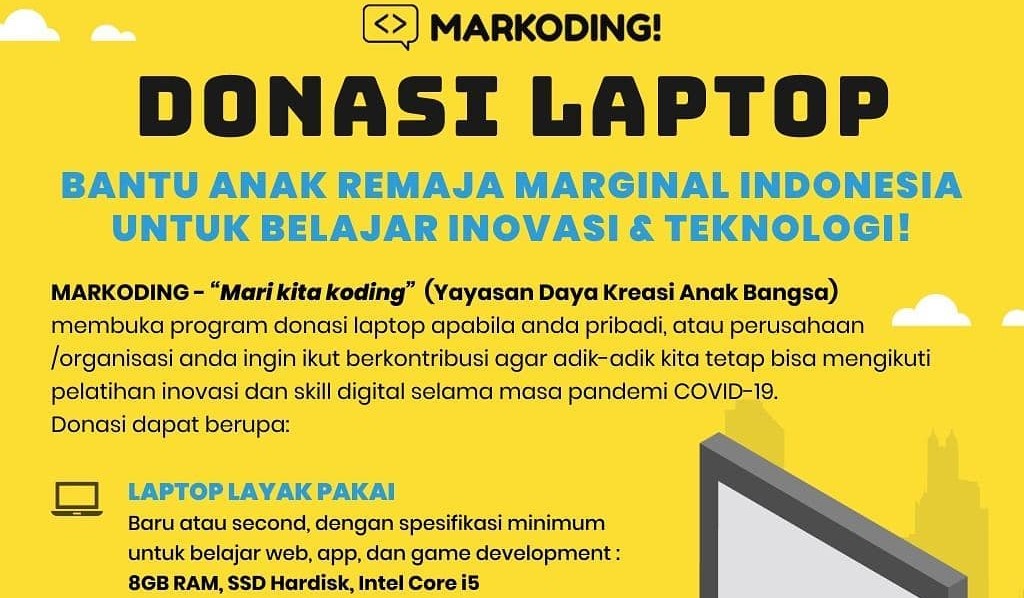 <> MARKODING!
DONASI LAPTOP
BANTU ANAK REMAJA MARGINAL INDONESIA
UNTUK BELAJAR INOVASI & TEKNOLOGI!
MARKODING - “Mari kita koding” (Yayasan Daya Kreasi Anak Bangsa)
membuka program donasi laptop apabila anda pribadi, atau perusahaan
/organisasi anda ingin ikut berkontribusi agar adik-adik kita tetap bisa mengikuti
pelatihan inovasi dan skill digital selama masa pandemi COVID-19.
Donasi dapat berupa:
LAPTOP LAYAK PAKAI
Baru atau second, dengan spesifikasi minimum
untuk belajar web, app, dan game development :
8GB RAM, SSD Hardisk, Intel Core i5